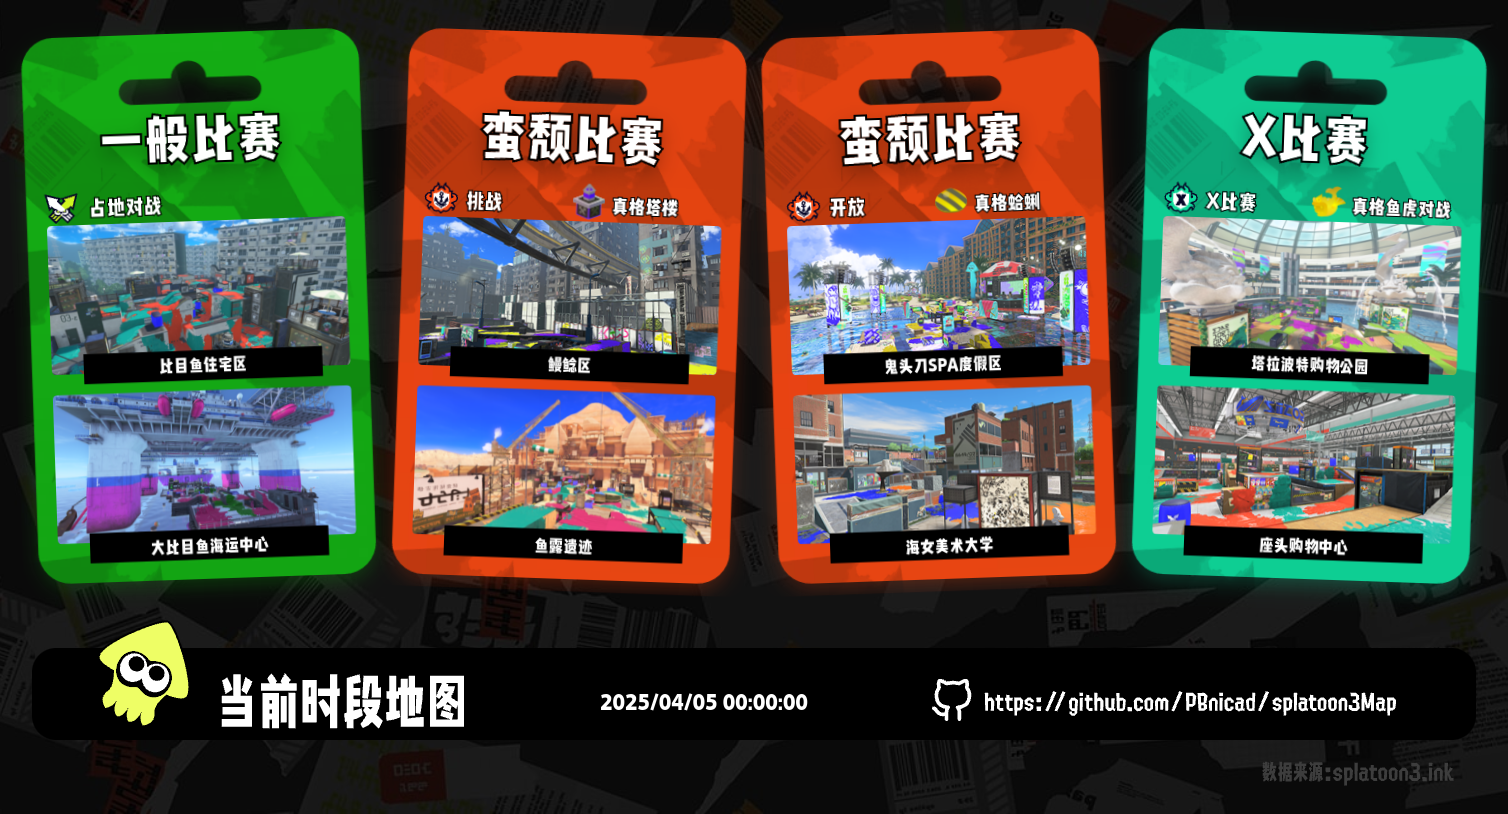 一般比赛
占地对战
比目鱼住宅区
大比目鱼海运中心
蛮颓比赛
挑战
真格塔楼
鳗鲶区
鱼露遗迹
蛮颓比赛
开放
真格蛤蜊
鬼头刀SPA度假区
海女美术大学
X比赛
X比赛
真格鱼虎对战
塔拉波特购物公园
座头购物中心
当前时段地图
2025/04/05 00:00:00
https://github.com/PBnicad/splatoon3Map
数据来源:splatoon3.ink